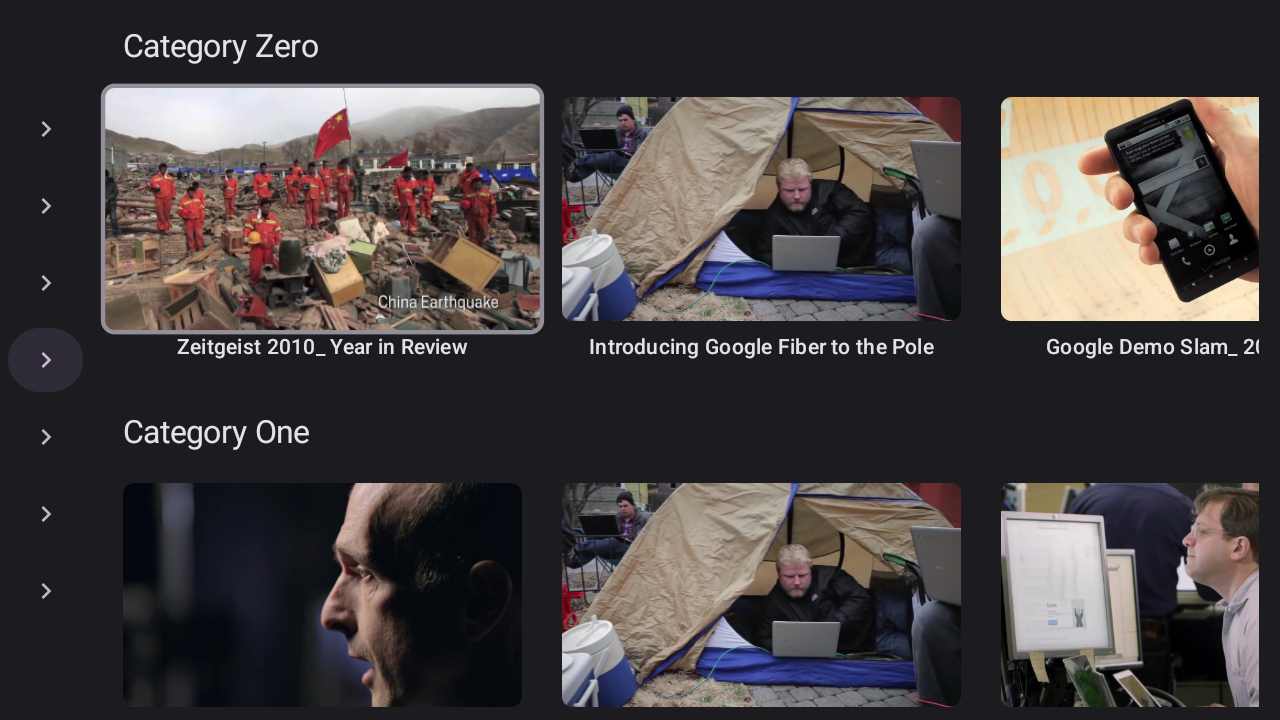 Category Zero
China Earthquake
Zeitgeist 2010_ Year in Review
Introducing Google Fiber to the Pole
Google Demo Slam_ 20
Category One